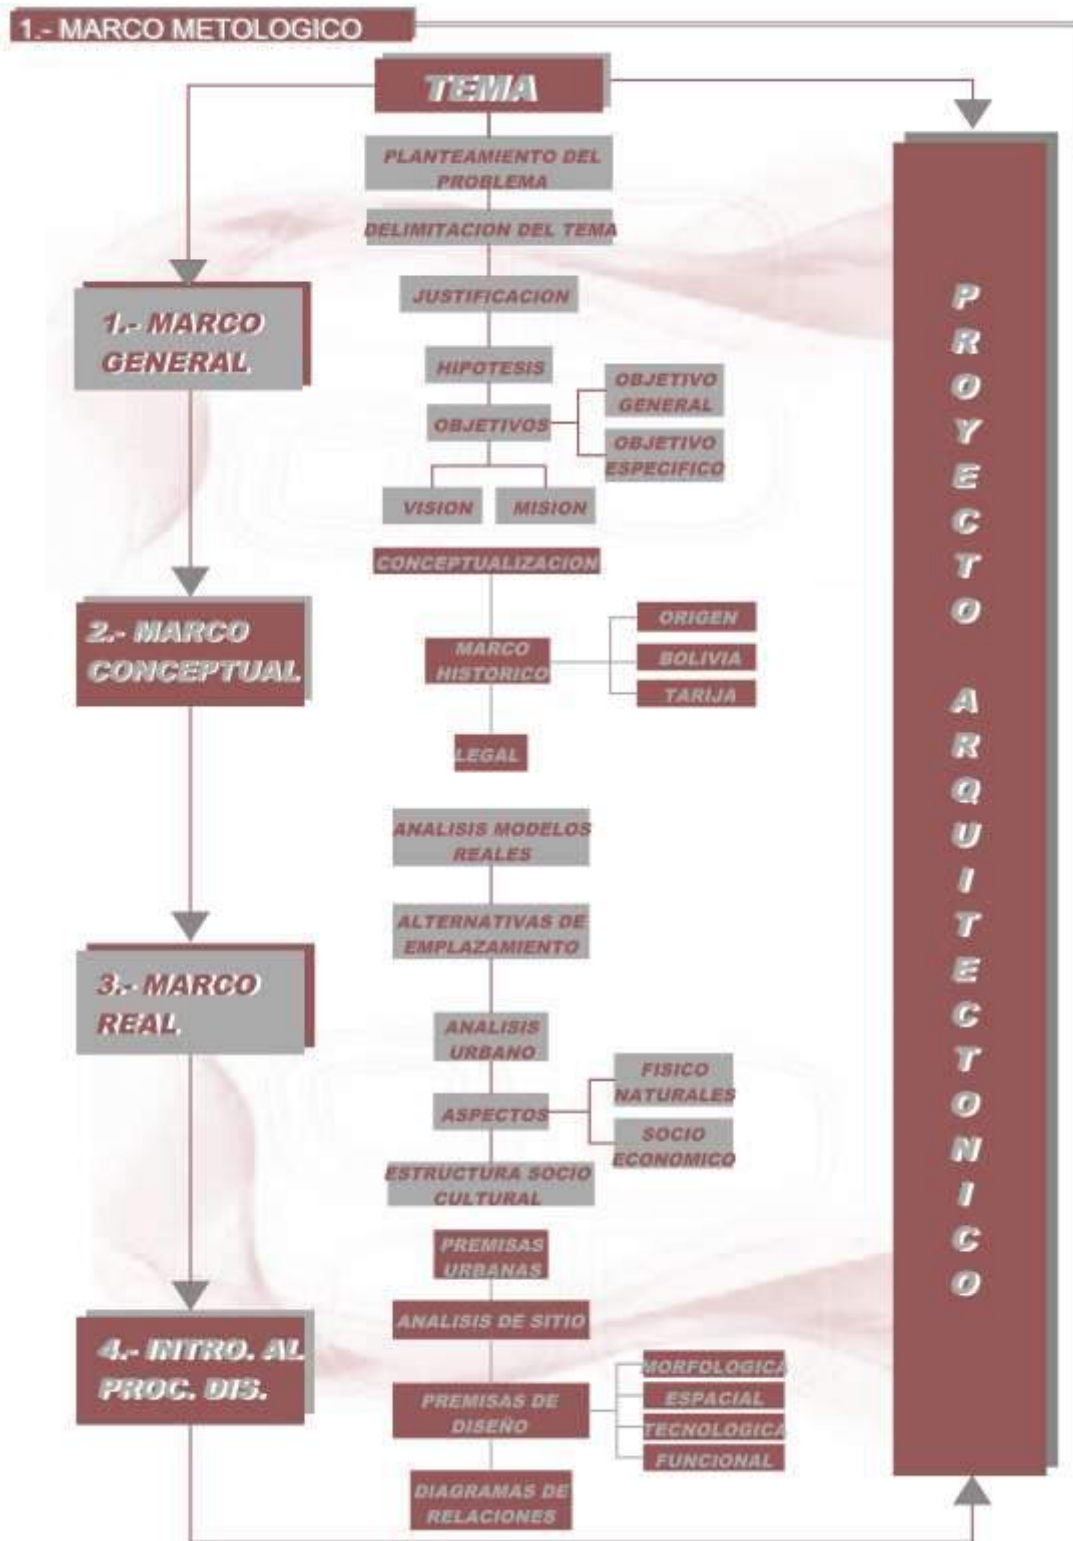 1.- MARCO METOLOGICO
TEMA
PLANTEAMIENTO DEL
PROBLEMA
DELIMITACION DEL TEMA
JUSTIFICACION
1.- MARCO
GENERAL
HIPOTESIS
OBJETIVOS
OBJETIVO
GENERAL
OBJETIVO
ESPECIFICO
VISION
MISION
CONCEPTUALIZACION
2.- MARCO
CONCEPTUAL
MARCO
HISTORICO
ORIGEN
BOLIVIA
TARIJA
LEGAL
ANALISIS MODELOS
REALES
ALTERNATIVAS DE
EMPLAZAMIENTO
3.- MARCO
REAL
ANALISIS
URBANO
ASPECTOS
FISICO
NATURALES
SOCIO
ECONOMICO
ESTRUCTURA SOCIO
CULTURAL
PREMISAS
URBANAS
ANALISIS DE SITIO
4.- INTRO. AL
PROC. DIS.
PREMISAS DE
DISEÑO
MORFOLOGICA
ESPACIAL
TECNOLOGICA
FUNCIONAL
DIAGRAMAS DE
RELACIONES
PROYECTO ARQUITECTONICO